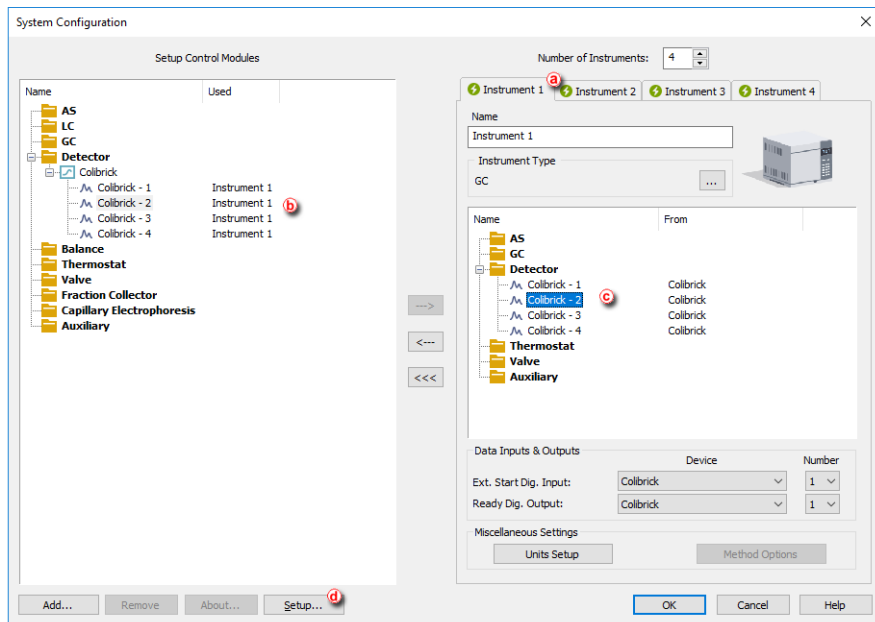 System Configuration
Setup Control Modules
Name Used
AS
LC
GC
Detector
Colibrick
Colibrick - 1 Instrument 1
Colibrick - 2 Instrument 1
Colibrick - 3 Instrument 1
Colibrick - 4 Instrument 1
b
Balance
Thermostat
Valve
Fraction Collector
Capillary Electrophoresis
Auxiliary
--->
<---
<<<
Add... Remove About... Setup...
d
Number of Instruments: 4
a
Instrument 1 Instrument 2 Instrument 3 Instrument 4
Name
Instrument 1
Instrument Type
GC ...
Name From
AS
GC
Detector
Colibrick - 1 Colibrick
Colibrick - 2 Colibrick
c
Colibrick - 3 Colibrick
Colibrick - 4 Colibrick
Thermostat
Valve
Auxiliary
Data Inputs & Outputs
Device Number
Ext. Start Dig. Input: Colibrick 1
Ready Dig. Output: Colibrick 1
Miscellaneous Settings
Units Setup Method Options
OK Cancel Help